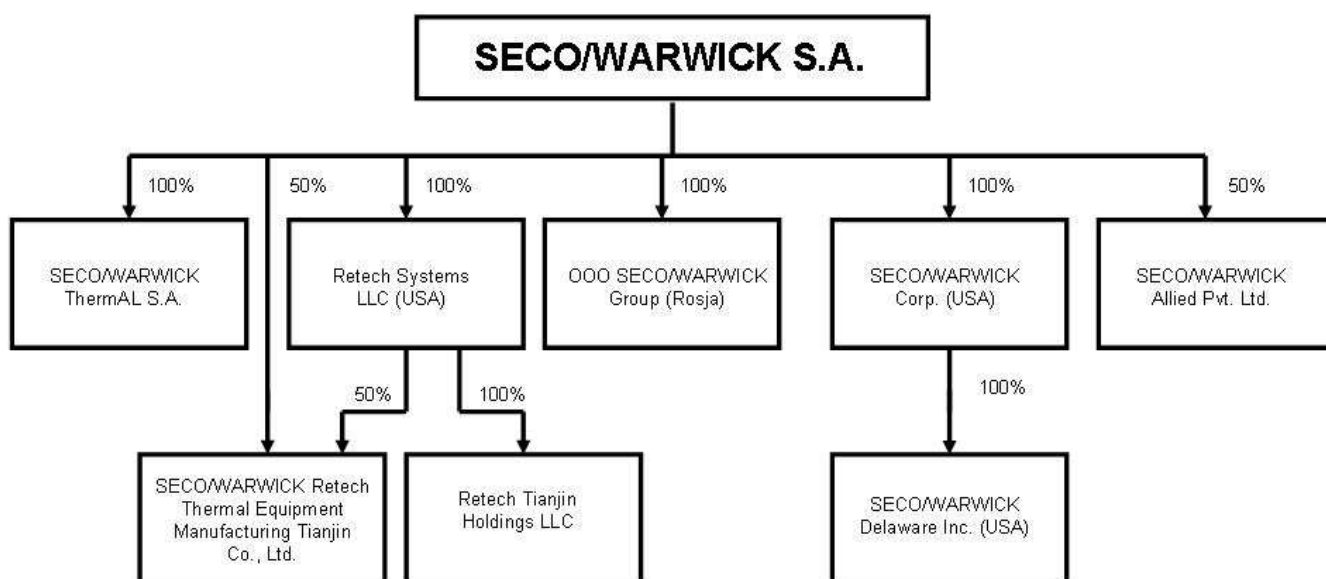 SECO/WARWICK S.A.
100%
50%
100%
100%
100%
50%
SECO/WARWICK
ThermAL S.A.
Retech Systems
LLC (USA)
OOO SECO/WARWICK
Group (Rosja)
SECO/WARWICK
Corp. (USA)
SECO/WARWICK
Allied Pvt. Ltd.
50%
100%
100%
SECO/WARWICK Retech
Thermal Equipment
Manufacturing Tianjin
Co., Ltd.
Retech Tianjin
Holdings LLC
SECO/WARWICK
Delaware Inc. (USA)